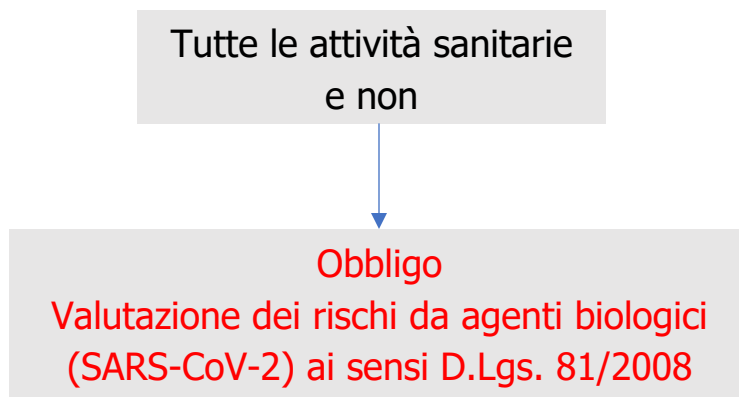 Tutte le attività sanitarie
e non
Obbligo
Valutazione dei rischi da agenti biologici
(SARS-CoV-2) ai sensi D.Lgs. 81/2008